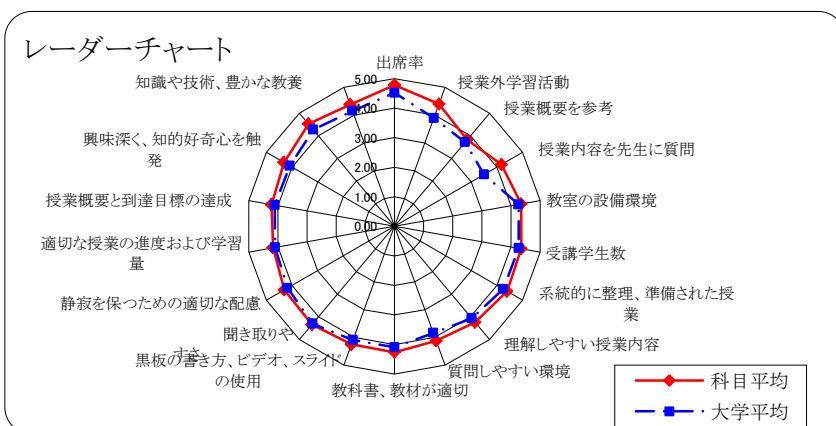 レーダーチャート
出席率
知識や技術、豊かな教養
5.00
授業外学習活動
4.00
授業概要を参考
興味深く、知的好奇心を触
発
3.00
授業内容を先生に質問
2.00
授業概要と到達目標の達成
教室の設備環境
1.00
0.00
適切な授業の進度および学習
量
受講学生数
静寂を保つための適切な配慮
系統的に整理、準備された授
業
聞き取りや
すさ
理解しやすい授業内容
黒板の書き方、ビデオ、スライド
の使用
質問しやすい環境
教科書、教材が適切
科目平均
大学平均